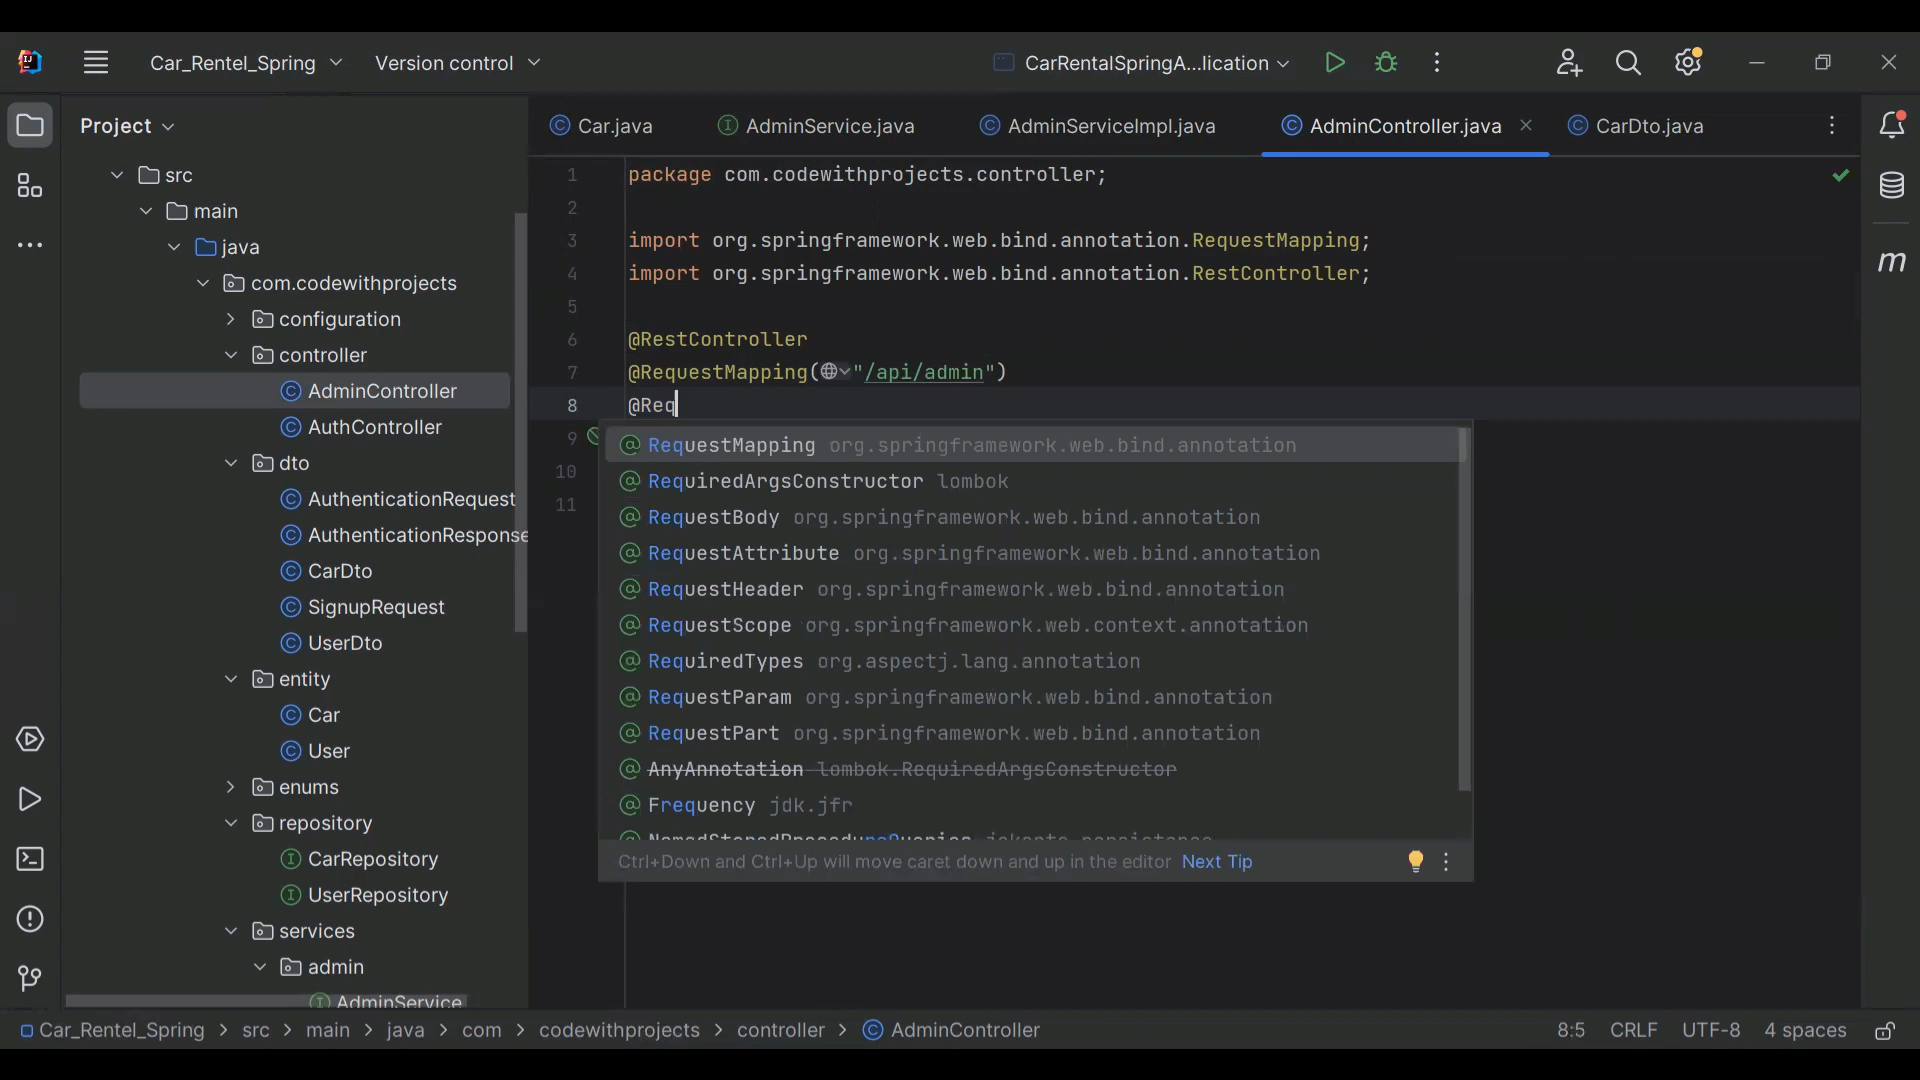 Car_Rentel_Spring
Version control
CarRentalSpringA...lication
Project
Car.java
AdminService.java
AdminServiceImpl.java
AdminController.java
CarDto.java
src
main
java
com.codewithprojects
configuration
controller
AdminController
AuthController
dto
AuthenticationRequest
AuthenticationResponse
CarDto
SignupRequest
UserDto
entity
Car
User
enums
repository
CarRepository
UserRepository
services
admin
AdminService
1 package com.codewithprojects.controller;
2
3 import org.springframework.web.bind.annotation.RequestMapping;
4 import org.springframework.web.bind.annotation.RestController;
5
6 @RestController
7 @RequestMapping("/api/admin")
8 @Req
9
10
11
@ RequestMapping org.springframework.web.bind.annotation
@ RequiredArgsConstructor lombok
@ RequestBody org.springframework.web.bind.annotation
@ RequestAttribute org.springframework.web.bind.annotation
@ RequestHeader org.springframework.web.bind.annotation
@ RequestScope org.springframework.web.context.annotation
@ RequiredTypes org.aspectj.lang.annotation
@ RequestParam org.springframework.web.bind.annotation
@ RequestPart org.springframework.web.bind.annotation
@ AnyAnnotation lombok.RequiredArgsConstructor
@ Frequency jdk.jfr
@ NamedStoredProcedureQueries jakarta.persistence
Ctrl+Down and Ctrl+Up will move caret down and up in the editor Next Tip
m
Car_Rentel_Spring > src > main > java > com > codewithprojects > controller > AdminController
8:5 CRLF UTF-8 4 spaces